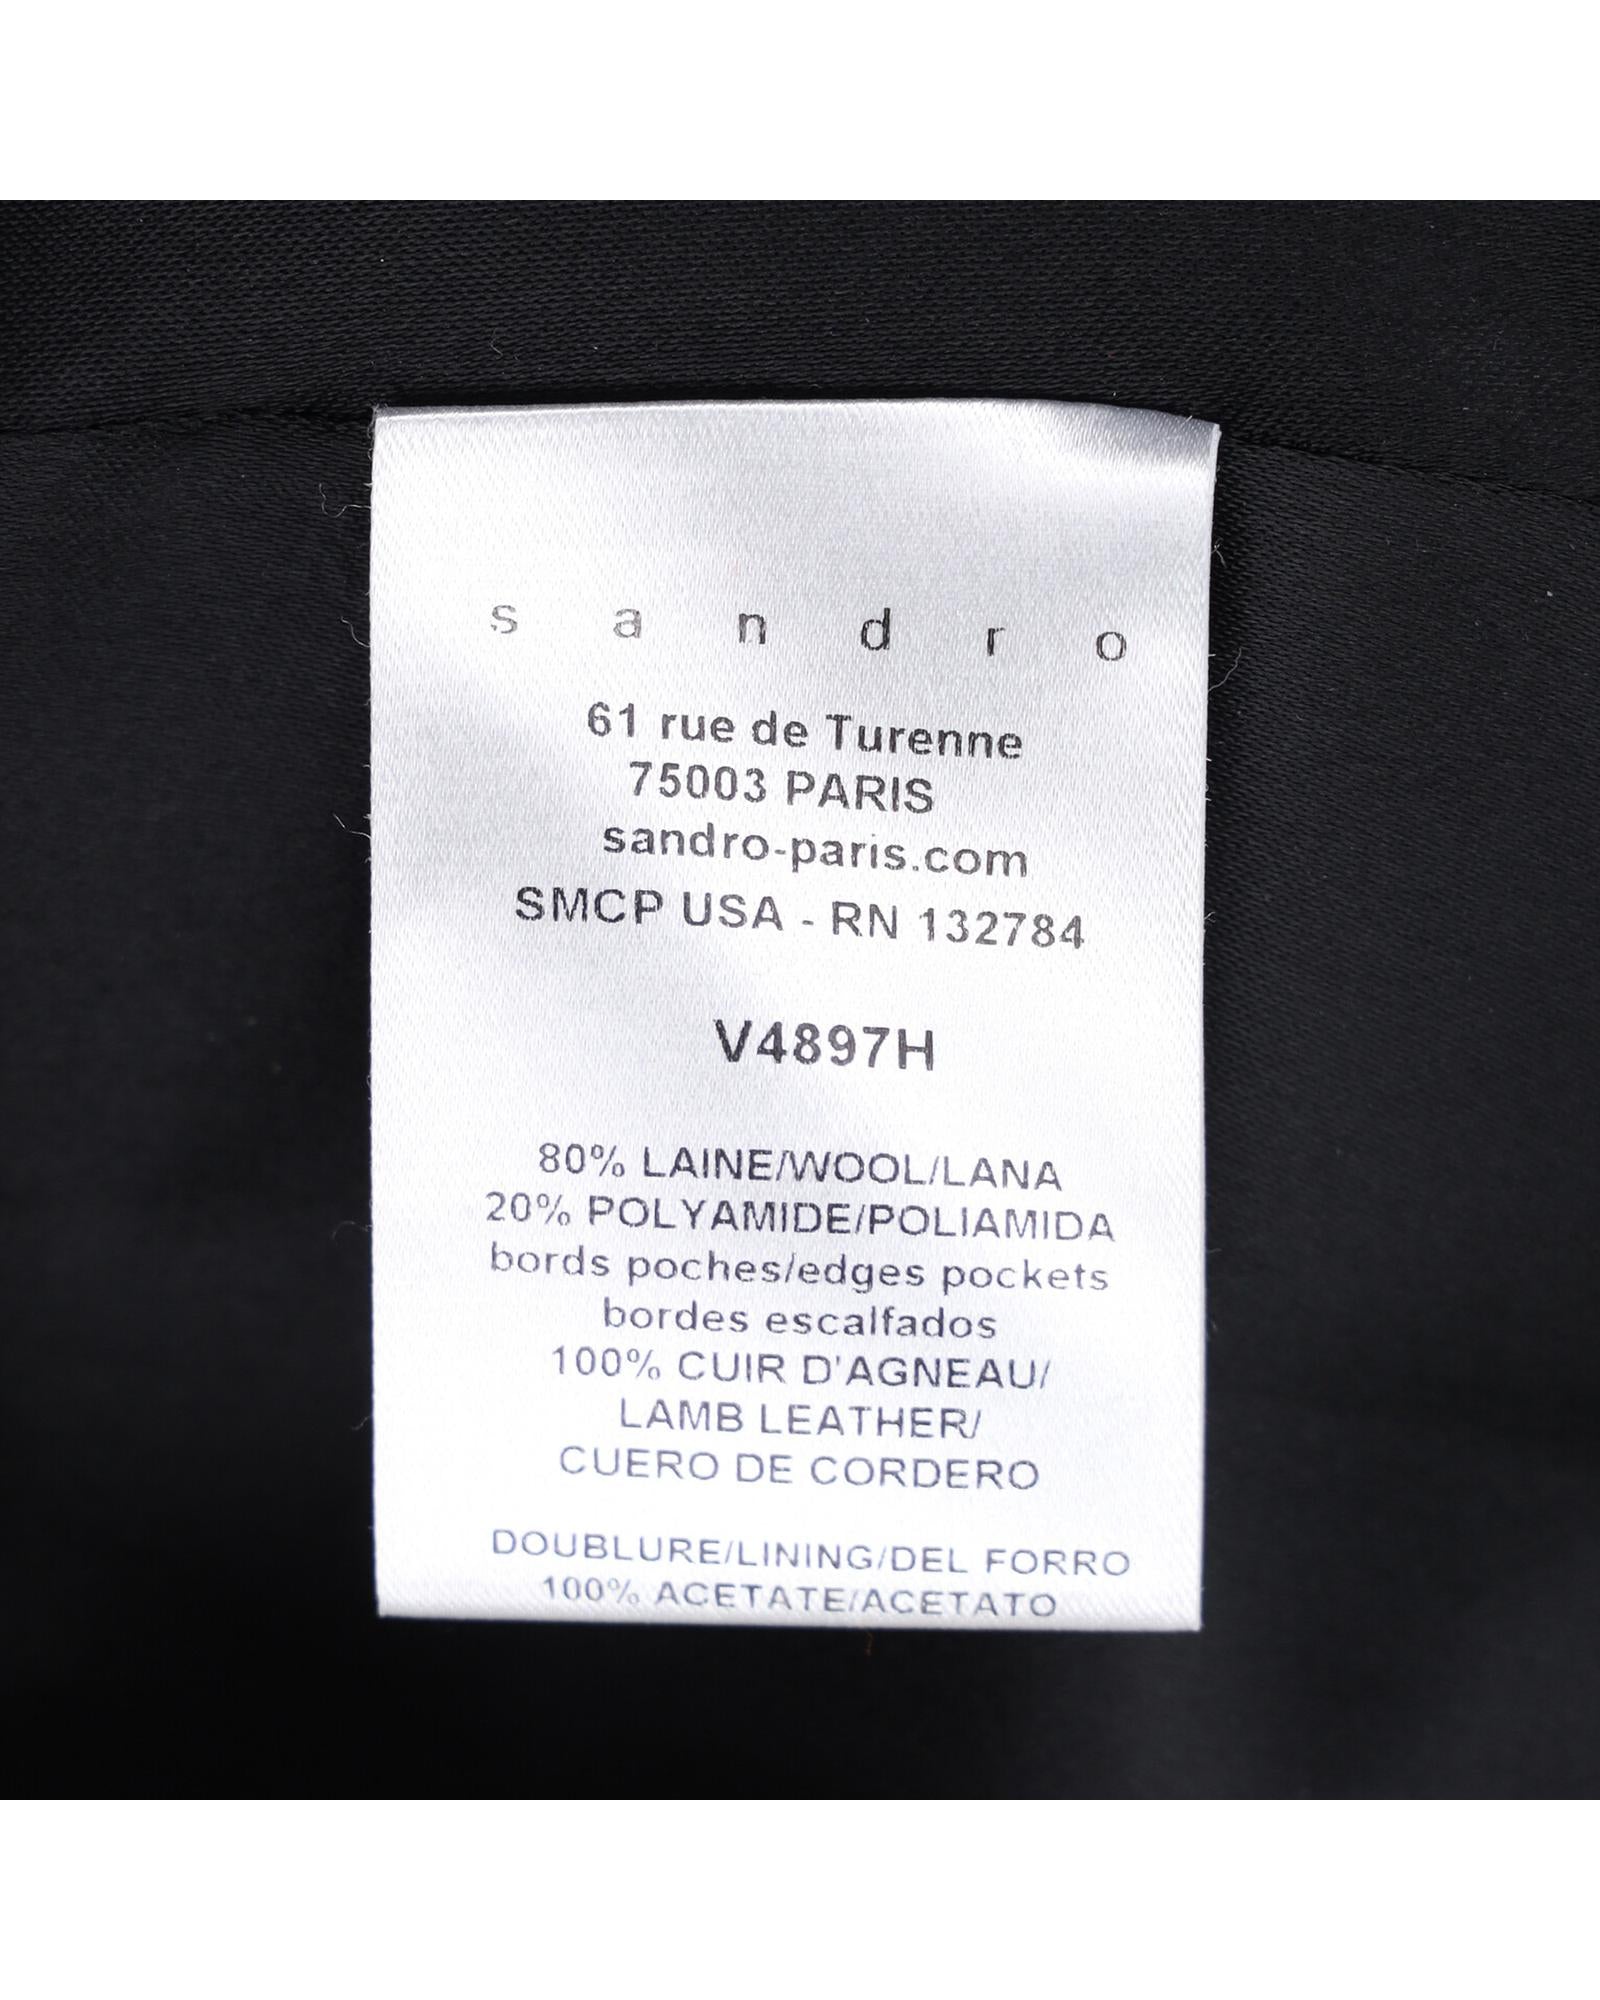 sandro
61 rue de Turenne
75003 PARIS
sandro-paris.com
SMCP USA - RN 132784
V4897H
80% LAINE/WOOL/LANA
20% POLYAMIDE/POLIAMIDA
bords poches/edges pockets
bordes escalfados
100% CUIR D'AGNEAU/
LAMB LEATHER/
CUERO DE CORDERO
DOUBLURE/LINING/DEL FORRO
100% ACETATE/ACETATO